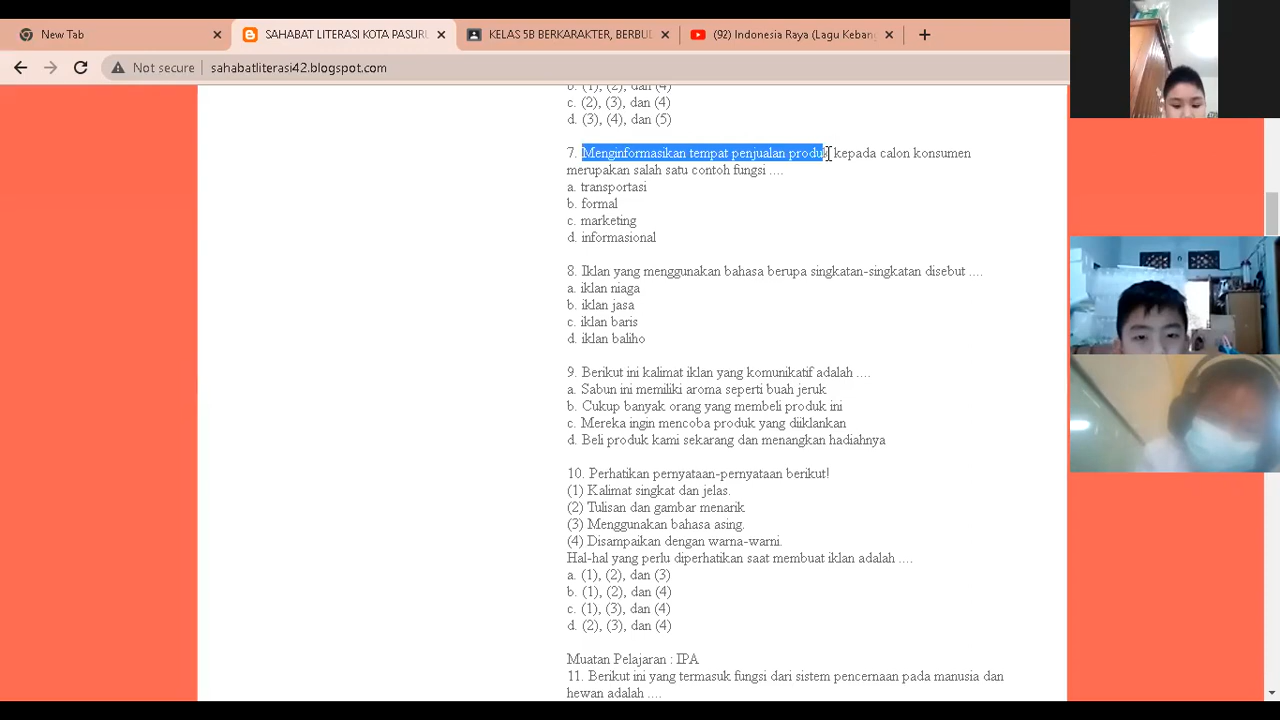 New Tab
SAHABAT LITERASI KOTA PASURU
KELAS 5B BERKARAKTER, BERBUL
(92) Indonesia Raya (Lagu Kebang
Not secure
sahabatliterasi42.blogspot.com
b. (1), (2), dan (4)
c. (2), (3), dan (4)
d. (3), (4), dan (5)
7. Menginformasikan tempat penjualan produk kepada calon konsumen
merupakan salah satu contoh fungsi ....
a. transportasi
b. formal
c. marketing
d. informasional
8. Iklan yang menggunakan bahasa berupa singkatan-singkatan disebut ....
a. iklan niaga
b. iklan jasa
c. iklan baris
d. iklan baliho
9. Berikut ini kalimat iklan yang komunikatif adalah ....
a. Sabun ini memiliki aroma seperti buah jeruk
b. Cukup banyak orang yang membeli produk ini
c. Mereka ingin mencoba produk yang diiklankan
d. Beli produk kami sekarang dan menangkan hadiahnya
10. Perhatikan pernyataan-pernyataan berikut!
(1) Kalimat singkat dan jelas.
(2) Tulisan dan gambar menarik
(3) Menggunakan bahasa asing.
(4) Disampaikan dengan warna-warni.
Hal-hal yang perlu diperhatikan saat membuat iklan adalah ....
a. (1), (2), dan (3)
b. (1), (2), dan (4)
c. (1), (3), dan (4)
d. (2), (3), dan (4)
Muatan Pelajaran : IPA
11. Berikut ini yang termasuk fungsi dari sistem pencernaan pada manusia dan
hewan adalah ....